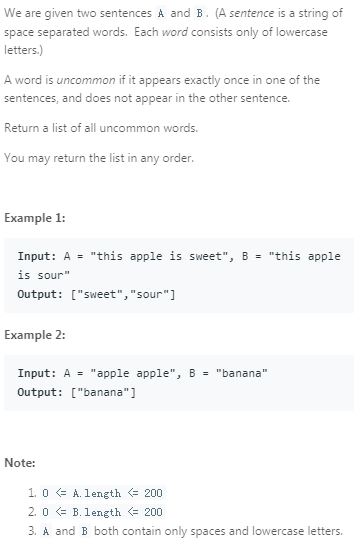 We are given two sentences A and B. (A sentence is a string of
space separated words. Each word consists only of lowercase
letters.)
A word is uncommon if it appears exactly once in one of the
sentences, and does not appear in the other sentence.
Return a list of all uncommon words.
You may return the list in any order.
Example 1:
Input: A = "this apple is sweet", B = "this apple
is sour"
Output: ["sweet","sour"]
Example 2:
Input: A = "apple apple", B = "banana"
Output: ["banana"]
Note:
1. 0 <= A.length <= 200
2. 0 <= B.length <= 200
3. A and B both contain only spaces and lowercase letters.